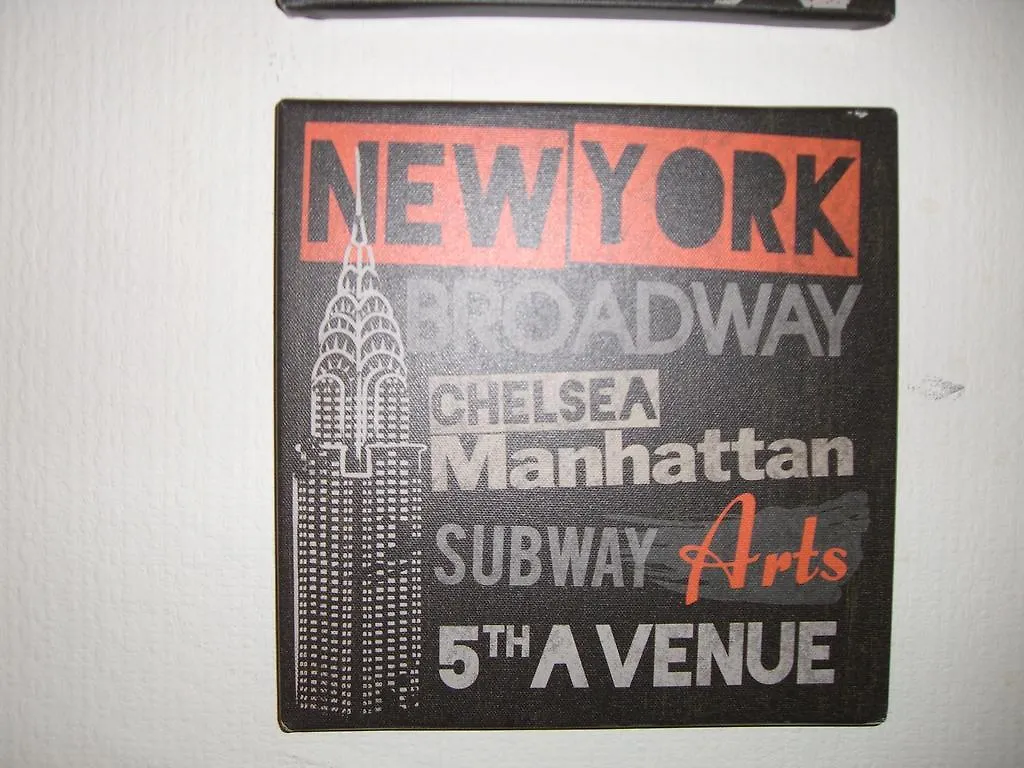 NEW YORK
BROADWAY
CHELSEA
Manhattan
SUBWAY Arts
5TH AVENUE